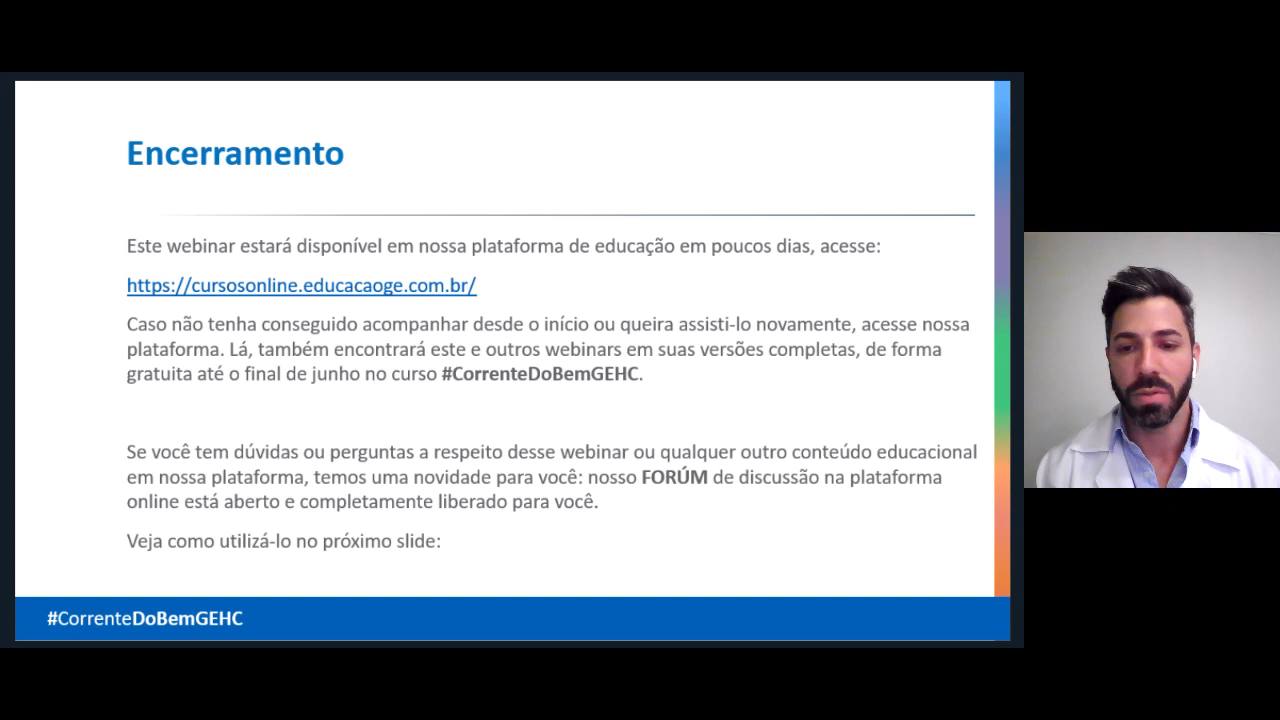 Encerramento
Este webinar estará disponível em nossa plataforma de educação em poucos dias, acesse:
https://cursosonline.educacaoge.com.br/
Caso não tenha conseguido acompanhar desde o início ou queira assisti-lo novamente, acesse nossa
plataforma. Lá, também encontrará este e outros webinars em suas versões completas, de forma
gratuita até o final de junho no curso #CorrenteDoBemGEHC.
Se você tem dúvidas ou perguntas a respeito desse webinar ou qualquer outro conteúdo educacional
em nossa plataforma, temos uma novidade para você: nosso FORÚM de discussão na plataforma
online está aberto e completamente liberado para você.
Veja como utilizá-lo no próximo slide:
#CorrenteDoBemGEHC